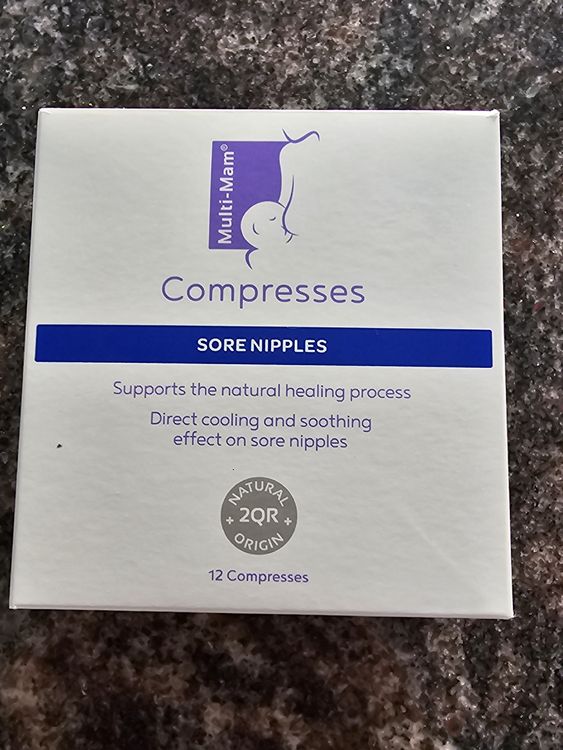 Multi-Mam®
Compresses
SORE NIPPLES
Supports the natural healing process
Direct cooling and soothing
effect on sore nipples
NATURAL
+ 2QR +
ORIGIN
12 Compresses